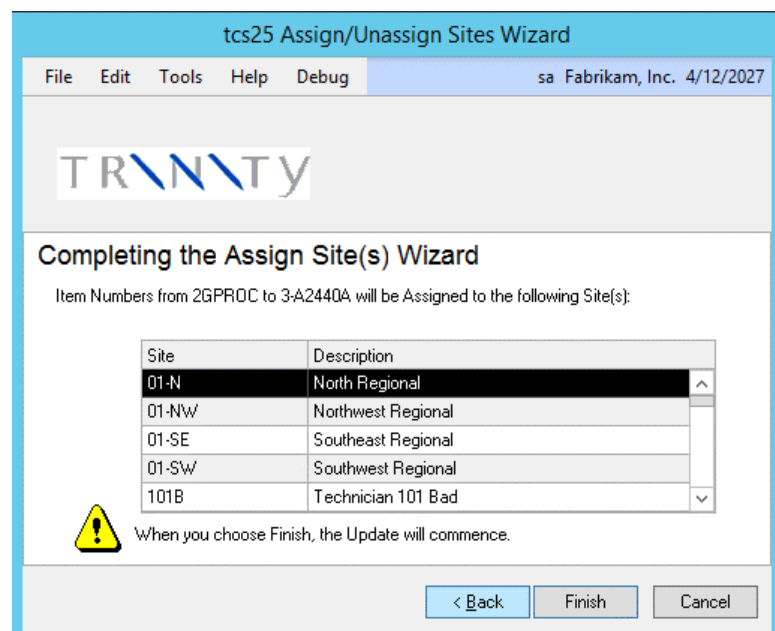 tcs25 Assign/Unassign Sites Wizard
File Edit Tools Help Debug sa Fabrikam, Inc. 4/12/2027
TRINITY
Completing the Assign Site(s) Wizard
Item Numbers from 2GPROC to 3-A2440A will be Assigned to the following Site(s):
Site Description
01-N North Regional
01-NW Northwest Regional
01-SE Southeast Regional
01-SW Southwest Regional
101B Technician 101 Bad
When you choose Finish, the Update will commence.
< Back Finish Cancel